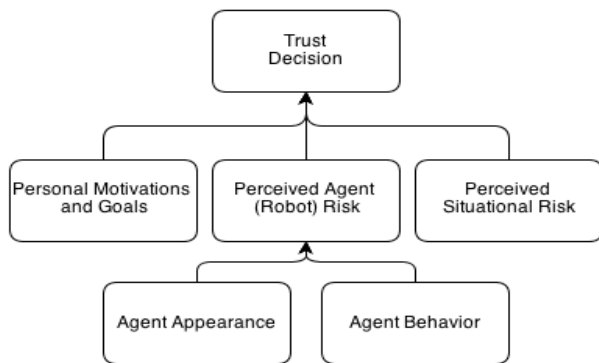 Trust
Decision
Personal Motivations
and Goals
Perceived Agent
(Robot) Risk
Perceived
Situational Risk
Agent Appearance
Agent Behavior